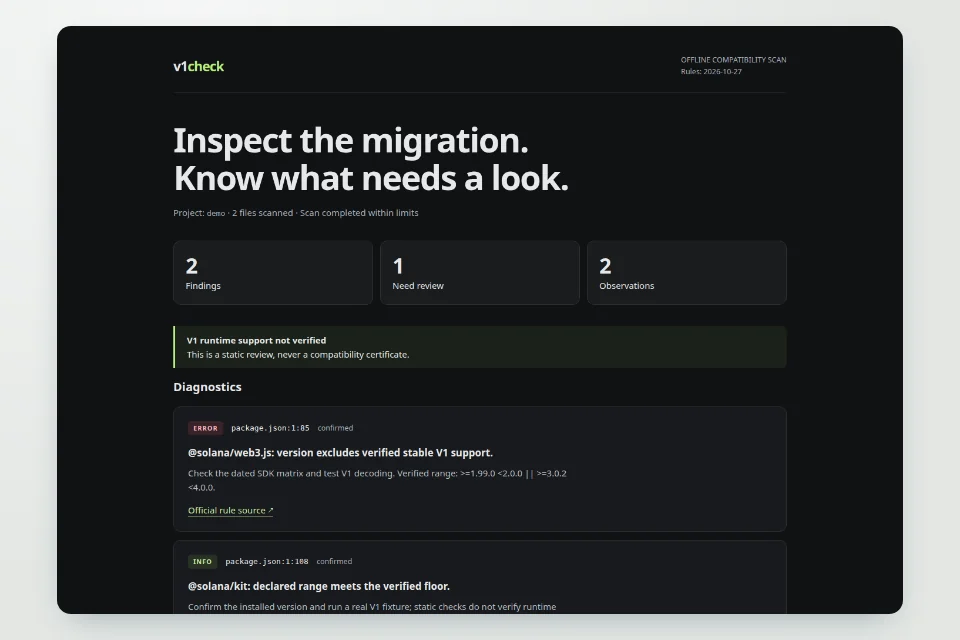 v1check
OFFLINE COMPATIBILITY SCAN
Rules: 2026-10-27
Inspect the migration.
Know what needs a look.
Project: demo · 2 files scanned · Scan completed within limits
2
Findings
1
Need review
2
Observations
V1 runtime support not verified
This is a static review, never a compatibility certificate.
Diagnostics
ERROR package.json:1:85 confirmed
@solana/web3.js: version excludes verified stable V1 support.
Check the dated SDK matrix and test V1 decoding. Verified range: >=1.99.0 <2.0.0 || >=3.0.2
<4.0.0.
Official rule source ↗
INFO package.json:1:108 confirmed
@solana/kit: declared range meets the verified floor.
Confirm the installed version and run a real V1 fixture; static checks do not verify runtime